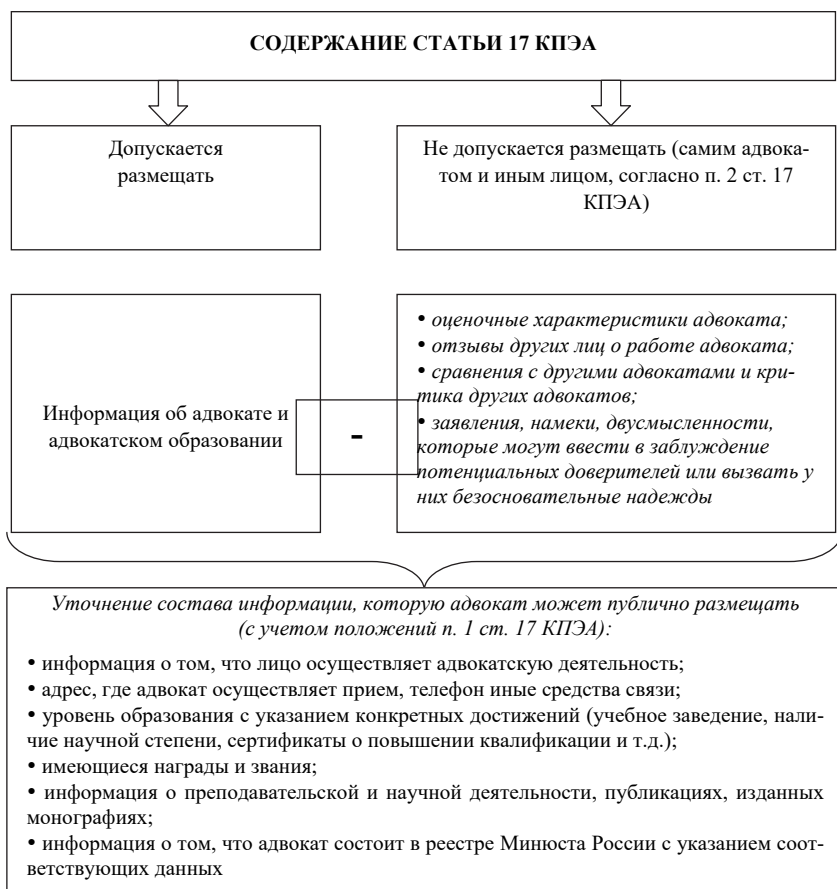 СОДЕРЖАНИЕ СТАТЬИ 17 КПЭА
Допускается
размещать
Не допускается размещать (самим адвока-
том и иным лицом, согласно п. 2 ст. 17
КПЭА)
Информация об адвокате и
адвокатском образовании
-
• оценочные характеристики адвоката;
• отзывы других лиц о работе адвоката;
• сравнения с другими адвокатами и кри-
тика других адвокатов;
• заявления, намеки, двусмысленности,
которые могут ввести в заблуждение
потенциальных доверителей или вызвать у
них безосновательные надежды
Уточнение состава информации, которую адвокат может публично размещать
(с учетом положений п. 1 ст. 17 КПЭА):
• информация о том, что лицо осуществляет адвокатскую деятельность;
• адрес, где адвокат осуществляет прием, телефон иные средства связи;
• уровень образования с указанием конкретных достижений (учебное заведение, нали-
чие научной степени, сертификаты о повышении квалификации и т.д.);
• имеющиеся награды и звания;
• информация о преподавательской и научной деятельности, публикациях, изданных
монографиях;
• информация о том, что адвокат состоит в реестре Минюста России с указанием соот-
ветствующих данных